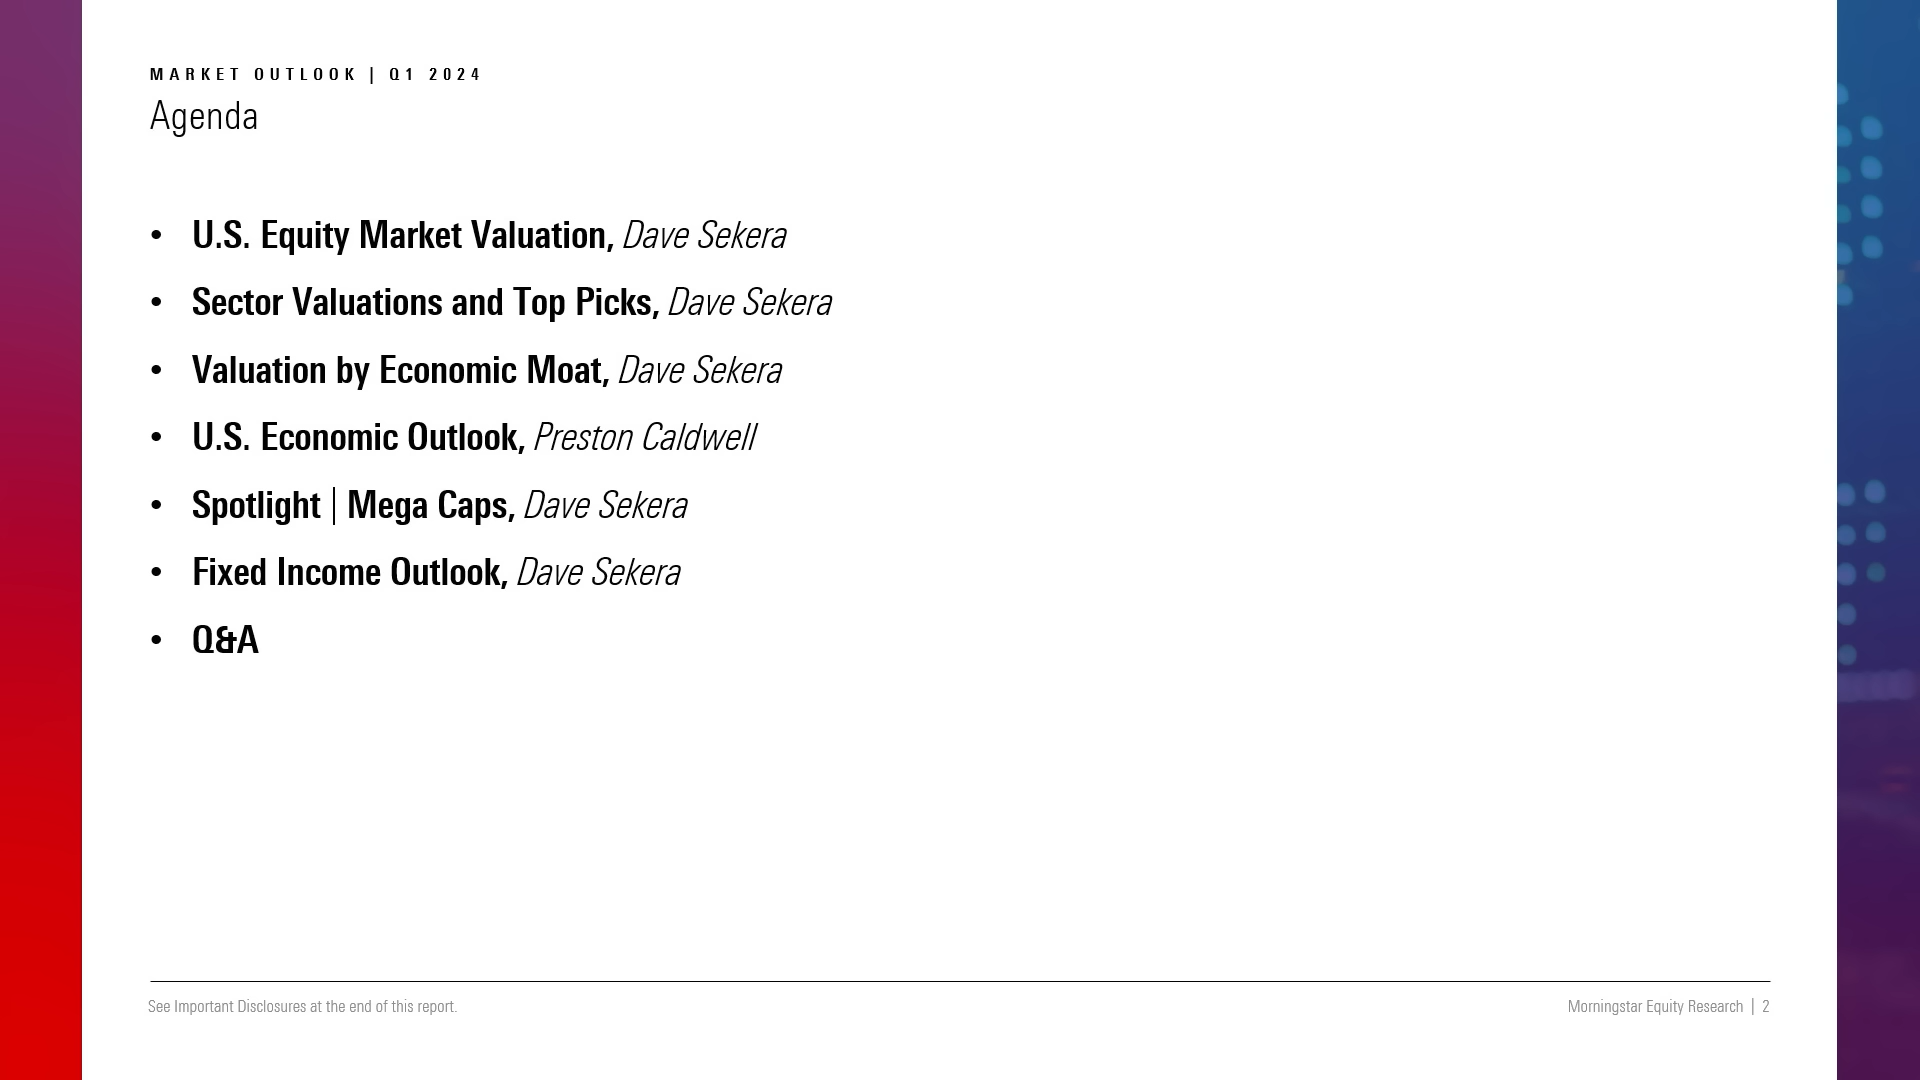 MARKET OUTLOOK | Q1 2024
Agenda
• U.S. Equity Market Valuation, Dave Sekera
• Sector Valuations and Top Picks, Dave Sekera
• Valuation by Economic Moat, Dave Sekera
• U.S. Economic Outlook, Preston Caldwell
• Spotlight | Mega Caps, Dave Sekera
• Fixed Income Outlook, Dave Sekera
• Q&A
See Important Disclosures at the end of this report.
Morningstar Equity Research | 2